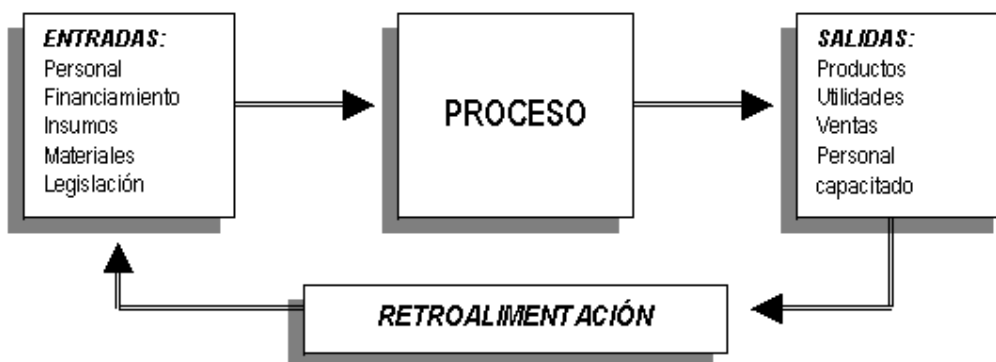 ENTRADAS:
Personal
Financiamiento
Insumos
Materiales
Legislación
PROCESO
SALIDAS:
Productos
Utilidades
Ventas
Personal
capacitado
RETROALIMENTACIÓN